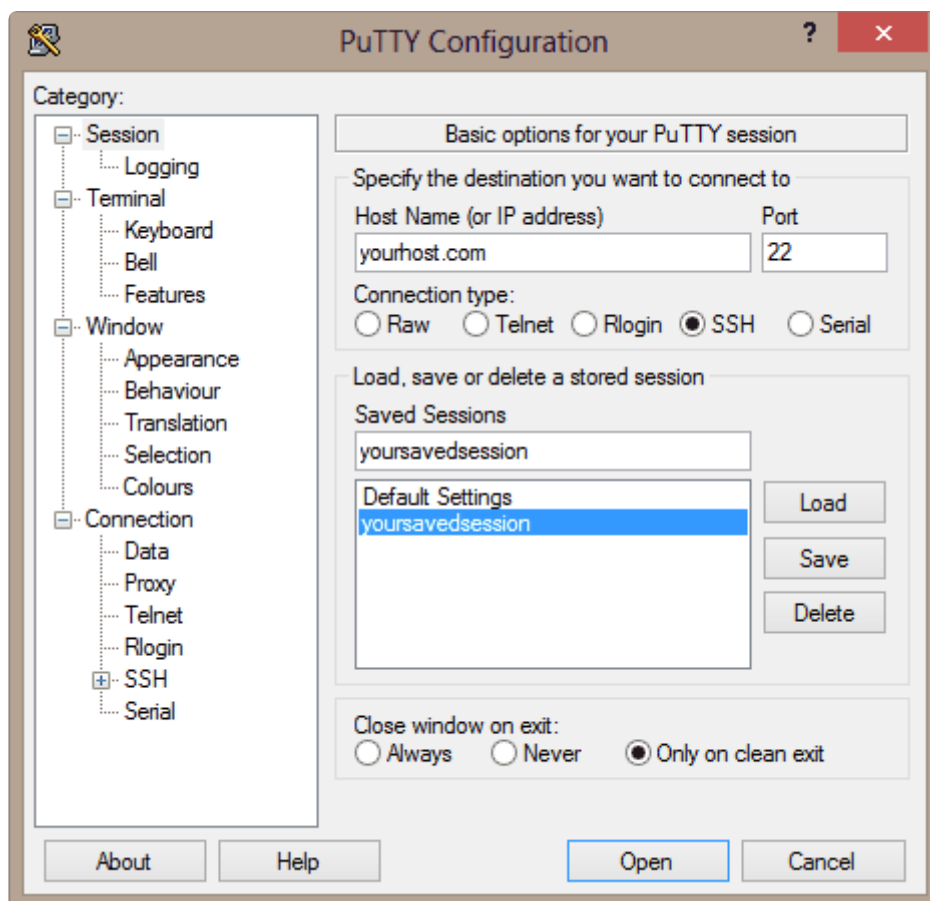 PuTTY Configuration
?
Category:
Session
Logging
Terminal
Keyboard
Bell
Features
Window
Appearance
Behaviour
Translation
Selection
Colours
Connection
Data
Proxy
Telnet
Rlogin
SSH
Serial
Basic options for your PuTTY session
Specify the destination you want to connect to
Host Name (or IP address) Port
yourhost.com 22
Connection type:
Raw Telnet Rlogin SSH Serial
Load, save or delete a stored session
Saved Sessions
yoursavedsession
Default Settings
yoursavedsession
Load
Save
Delete
Close window on exit:
Always Never Only on clean exit
About Help Open Cancel